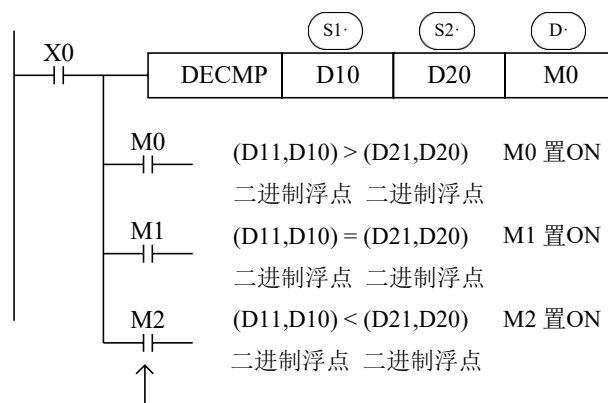 S1· S2· D·
X0
DECMP D10 D20 M0
M0 (D11,D10) > (D21,D20) M0 置ON
二进制浮点 二进制浮点
M1 (D11,D10) = (D21,D20) M1 置ON
二进制浮点 二进制浮点
M2 (D11,D10) < (D21,D20) M2 置ON
二进制浮点 二进制浮点